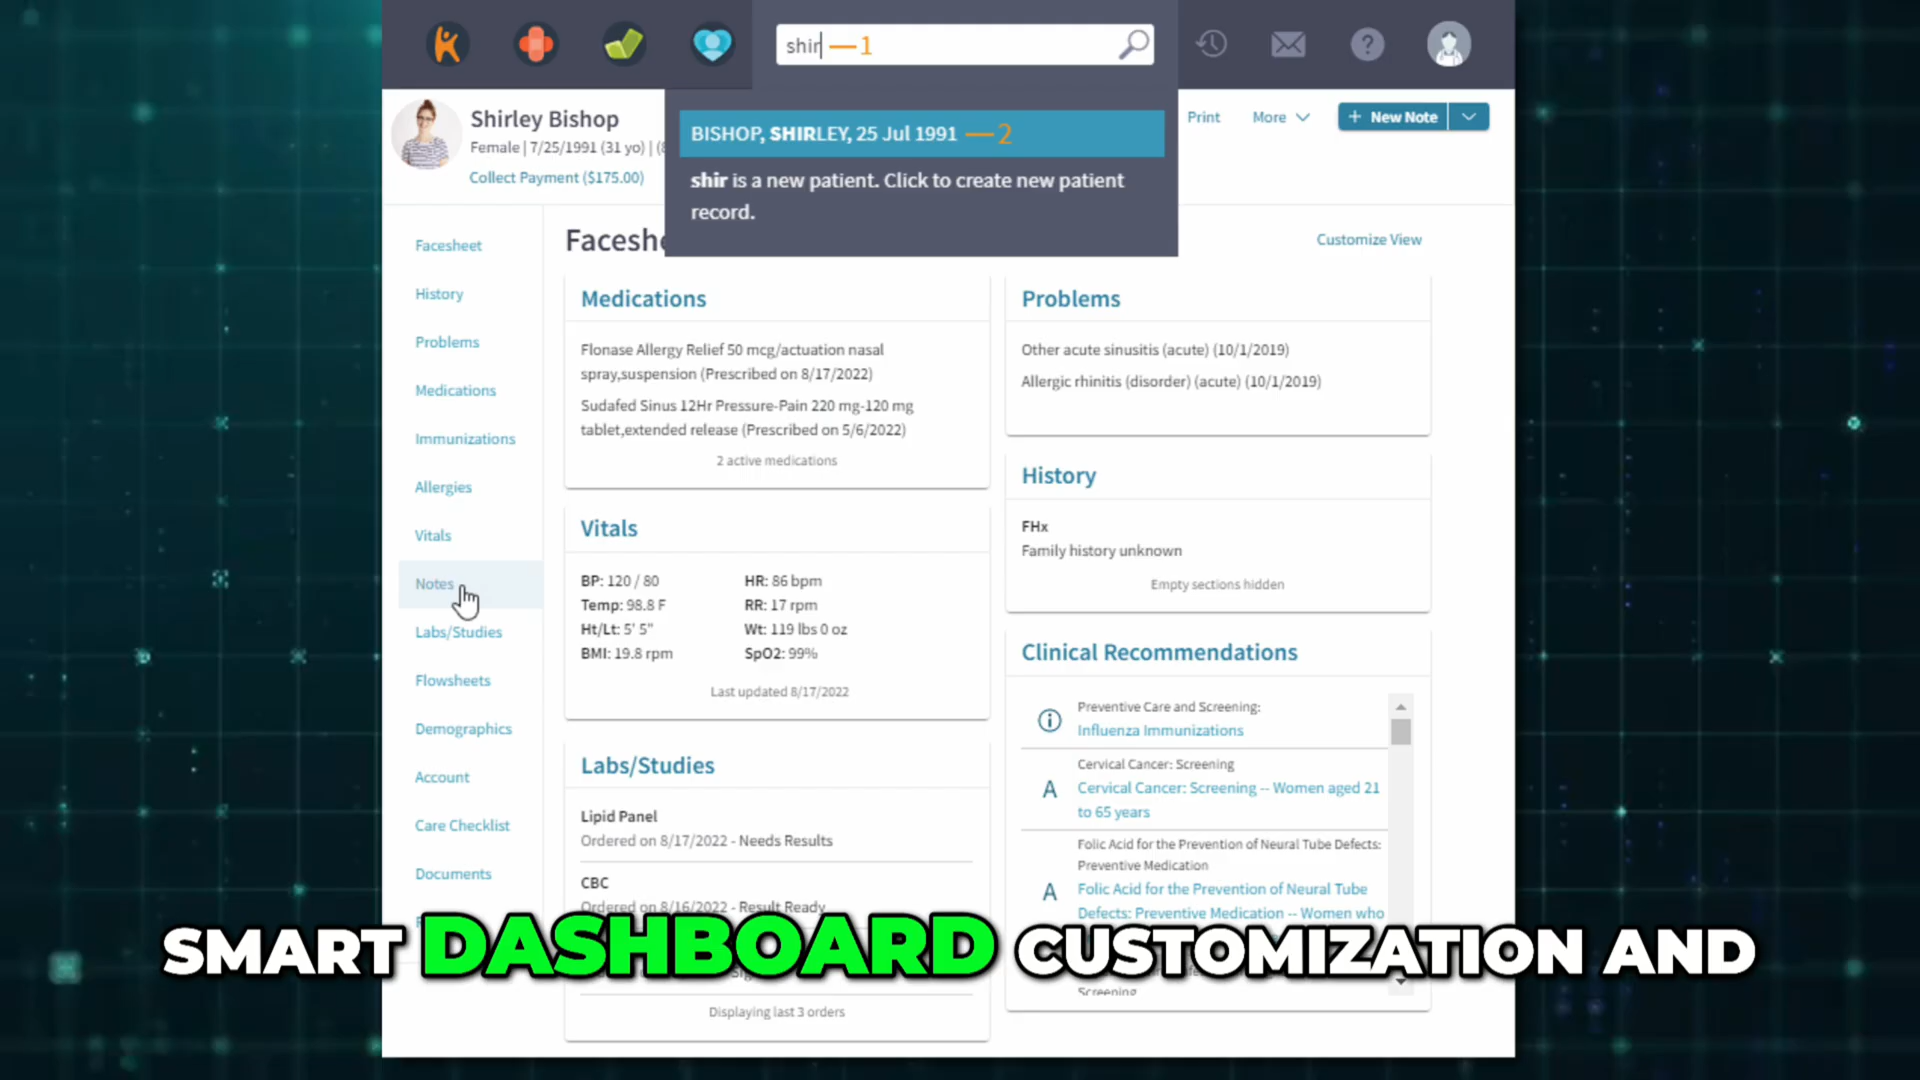 shir — 1
BISHOP, SHIRLEY, 25 Jul 1991 — 2
shir is a new patient. Click to create new patient
record.
Shirley Bishop
Female | 7/25/1991 (31 yo) |
Collect Payment ($175.00)
Print
More
+ New Note
Facesheet
History
Problems
Medications
Immunizations
Allergies
Vitals
Notes
Labs/Studies
Flowsheets
Demographics
Account
Care Checklist
Documents
Customize View
Medications
Flonase Allergy Relief 50 mcg/actuation nasal
spray,suspension (Prescribed on 8/17/2022)
Sudafed Sinus 12Hr Pressure-Pain 220 mg-120 mg
tablet,extended release (Prescribed on 5/6/2022)
2 active medications
Vitals
BP: 120 / 80
HR: 86 bpm
Temp: 98.8 F
RR: 17 rpm
Ht/Lt: 5' 5"
Wt: 119 lbs 0 oz
BMI: 19.8 rpm
SpO2: 99%
Last updated 8/17/2022
Labs/Studies
Lipid Panel
Ordered on 8/17/2022 - Needs Results
CBC
Ordered on 8/16/2022 - Result Ready
Displaying last 3 orders
Problems
Other acute sinusitis (acute) (10/1/2019)
Allergic rhinitis (disorder) (acute) (10/1/2019)
History
FHx
Family history unknown
Empty sections hidden
Clinical Recommendations
Preventive Care and Screening:
Influenza Immunizations
Cervical Cancer: Screening
A
Cervical Cancer: Screening -- Women aged 21
to 65 years
Folic Acid for the Prevention of Neural Tube Defects:
Preventive Medication
A
Folic Acid for the Prevention of Neural Tube
Defects: Preventive Medication -- Women who
Screening
SMART DASHBOARD CUSTOMIZATION AND